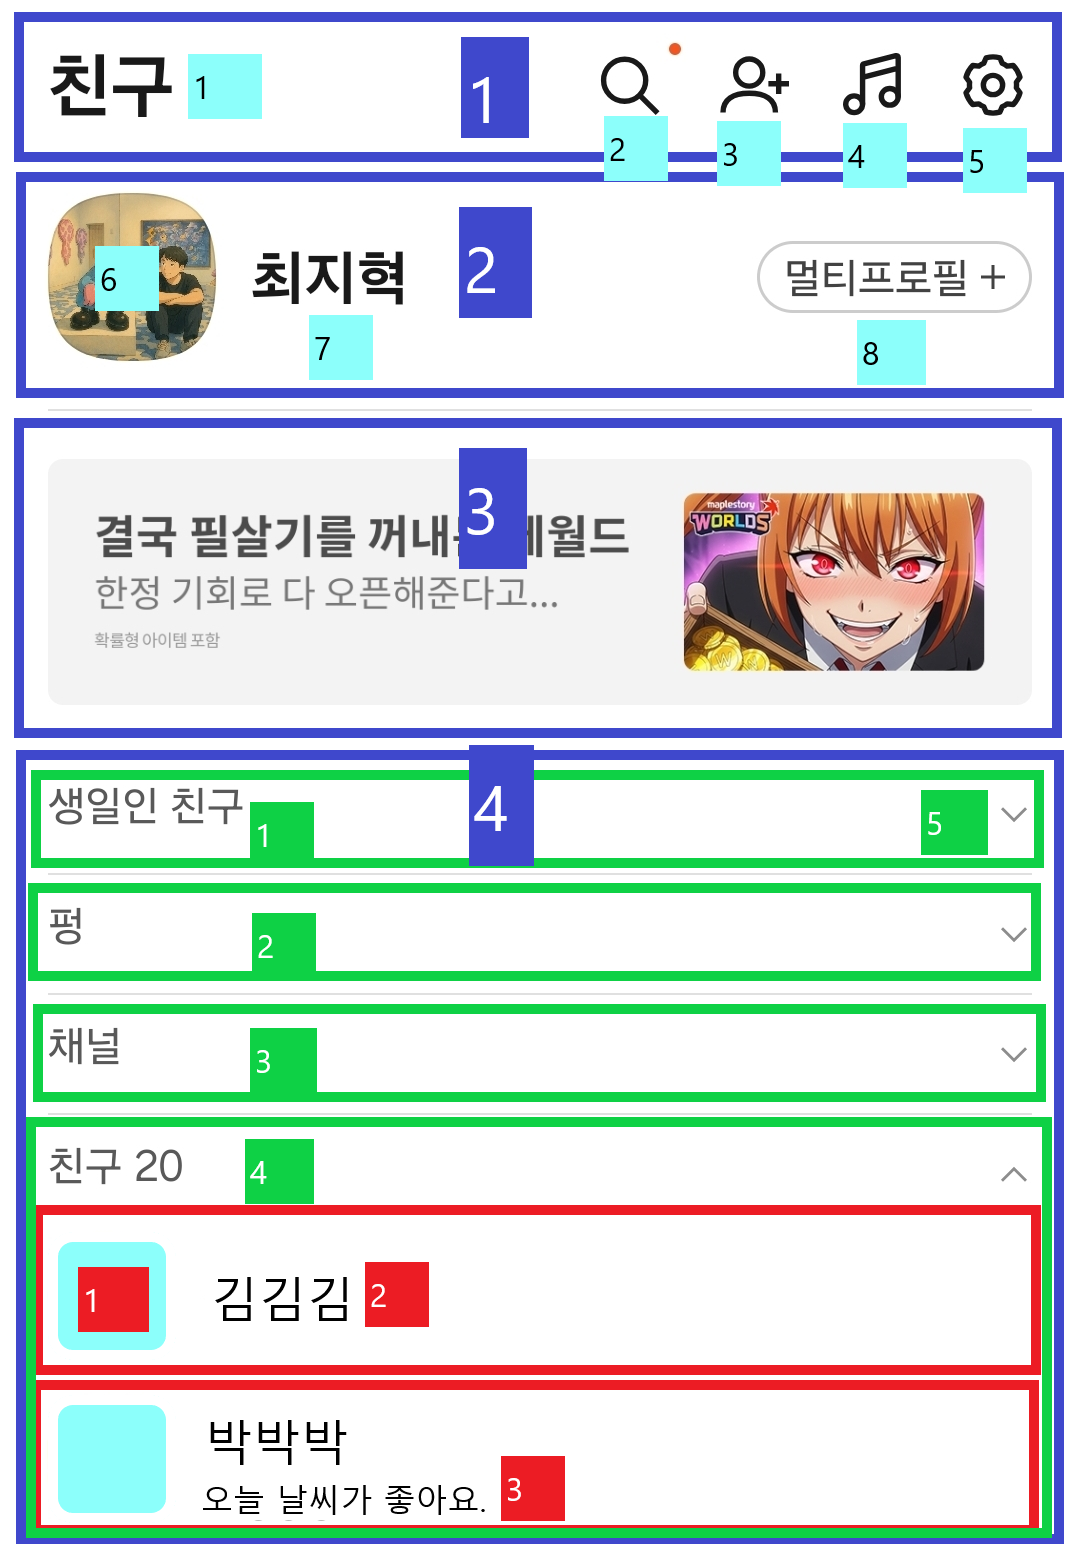 친구 1
1
2
3
4
5
6
최지혁
7
2
멀티프로필 +
8
3
결국 필살기를 꺼내 월드
한정 기회로 다 오픈해준다고...
확률형 아이템 포함
maplestory
WORLDS
4
생일인 친구
1
5
펑
2
채널
3
친구 20
4
1
김김김
2
박박박
오늘 날씨가 좋아요.
3